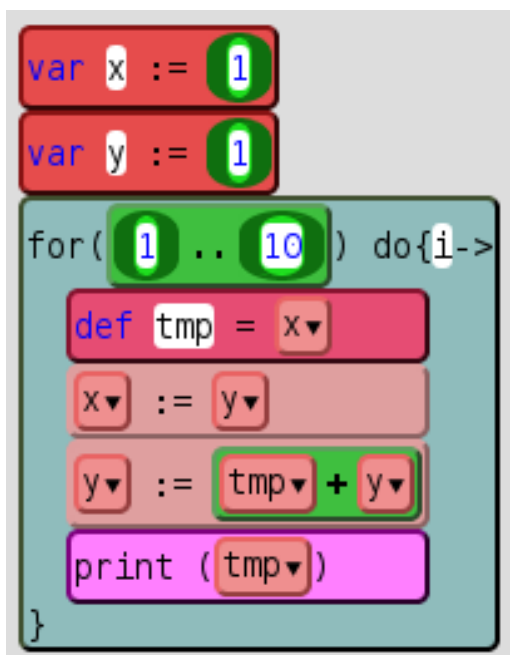 var x := 1
var y := 1
for( 1 .. 10 ) do{i->
def tmp = x▾
x▾ := y▾
y▾ := tmp▾ + y▾
print (tmp▾)
}